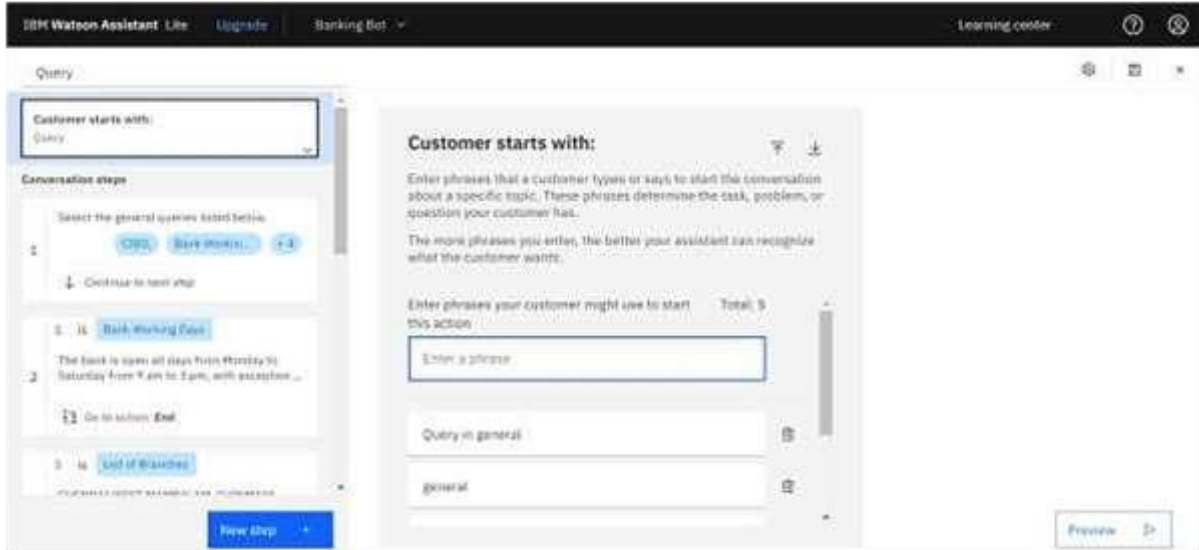 IBM Watson Assistant Lite Upgrade Banking Bot Learning center
Query
Customer starts with:
Query
Conversation steps
Select the general queries listed below.
CIBIL Bank Workin... + 4
1
Continue to next step
1 is Bank Working Days
The bank is open all days from Monday to
2 Saturday from 9 am to 3 pm, with exception ...
Go to action: End
1 is List of Branches
New step +
Customer starts with:
Enter phrases that a customer types or says to start the conversation
about a specific topic. These phrases determine the task, problem, or
question your customer has.
The more phrases you enter, the better your assistant can recognize
what the customer wants.
Enter phrases your customer might use to start Total: 5
this action
Enter a phrase
Query in general
general
Preview